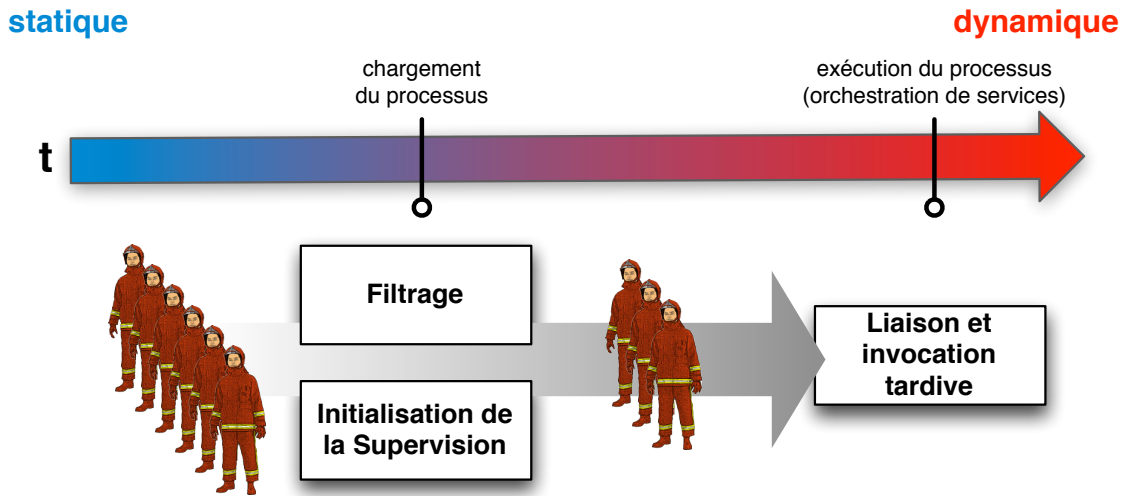 statique
dynamique
chargement
du processus
exécution du processus
(orchestration de services)
t
Filtrage
Initialisation de
la Supervision
Liaison et
invocation
tardive